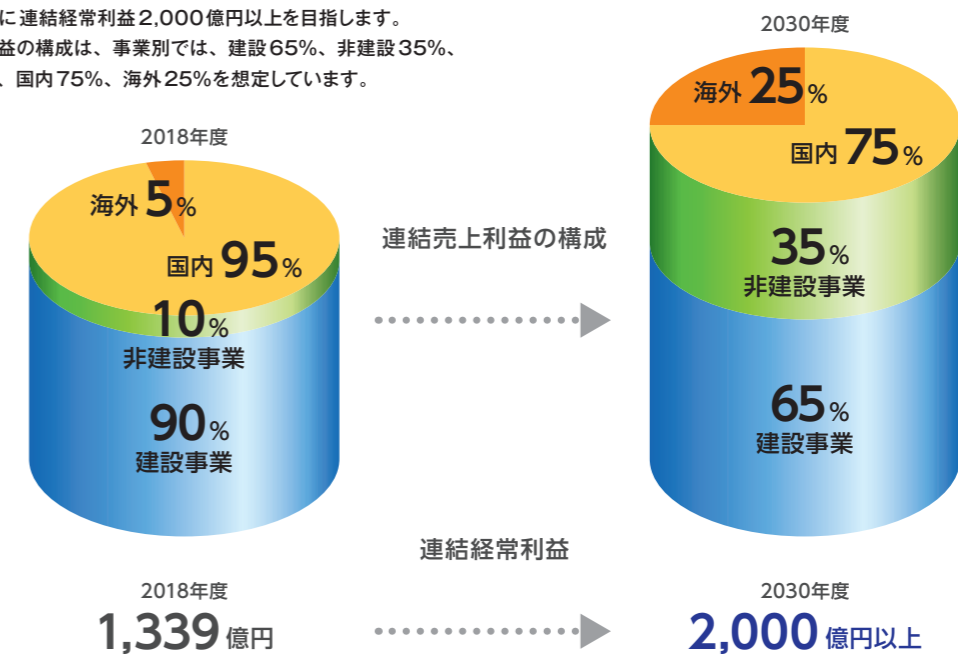 に連結経常利益2,000億円以上を目指します。
益の構成は、事業別では、建設65%、非建設35%、
、国内75%、海外25%を想定しています。
2018年度
海外 5%
国内 95%
10%
非建設事業
90%
建設事業
連結売上利益の構成
2030年度
海外 25%
国内 75%
35%
非建設事業
65%
建設事業
連結経常利益
2018年度
1,339 億円
2030年度
2,000 億円以上